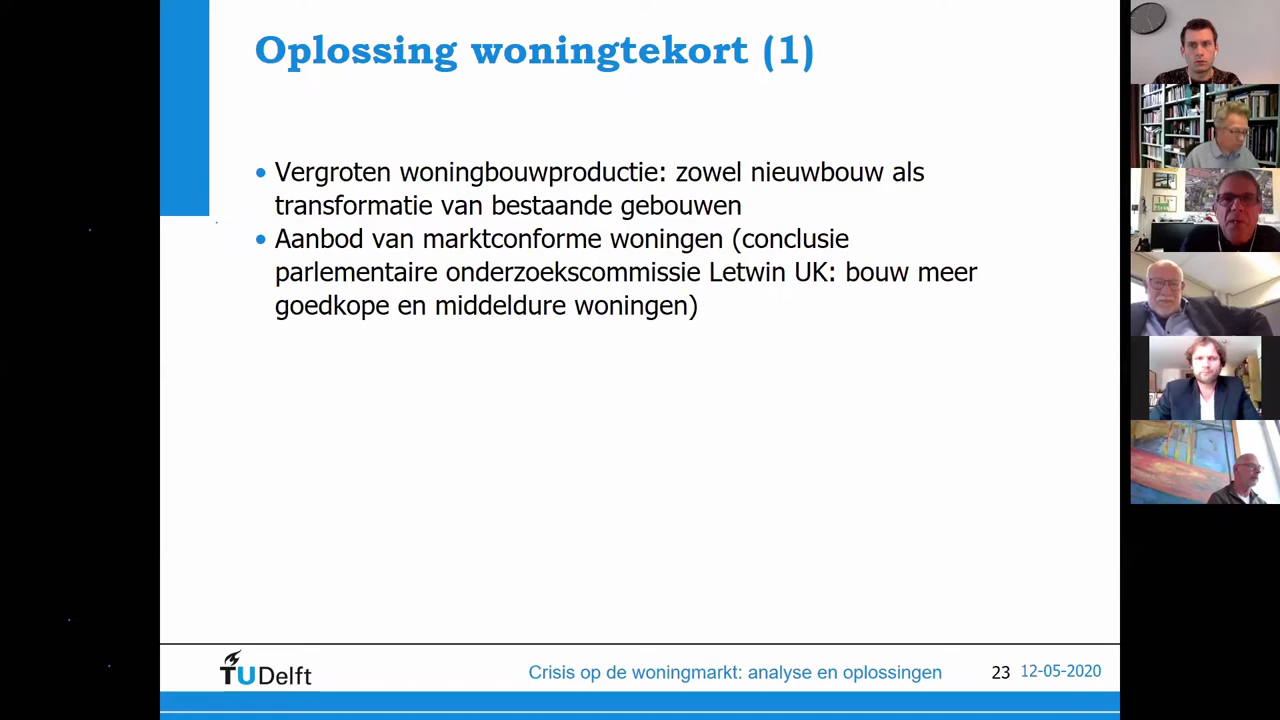 Oplossing woningtekort (1)
• Vergroten woningbouwproductie: zowel nieuwbouw als
transformatie van bestaande gebouwen
• Aanbod van marktconforme woningen (conclusie
parlementaire onderzoekscommissie Letwin UK: bouw meer
goedkope en middeldure woningen)
TUDelft
Crisis op de woningmarkt: analyse en oplossingen
23
12-05-2020